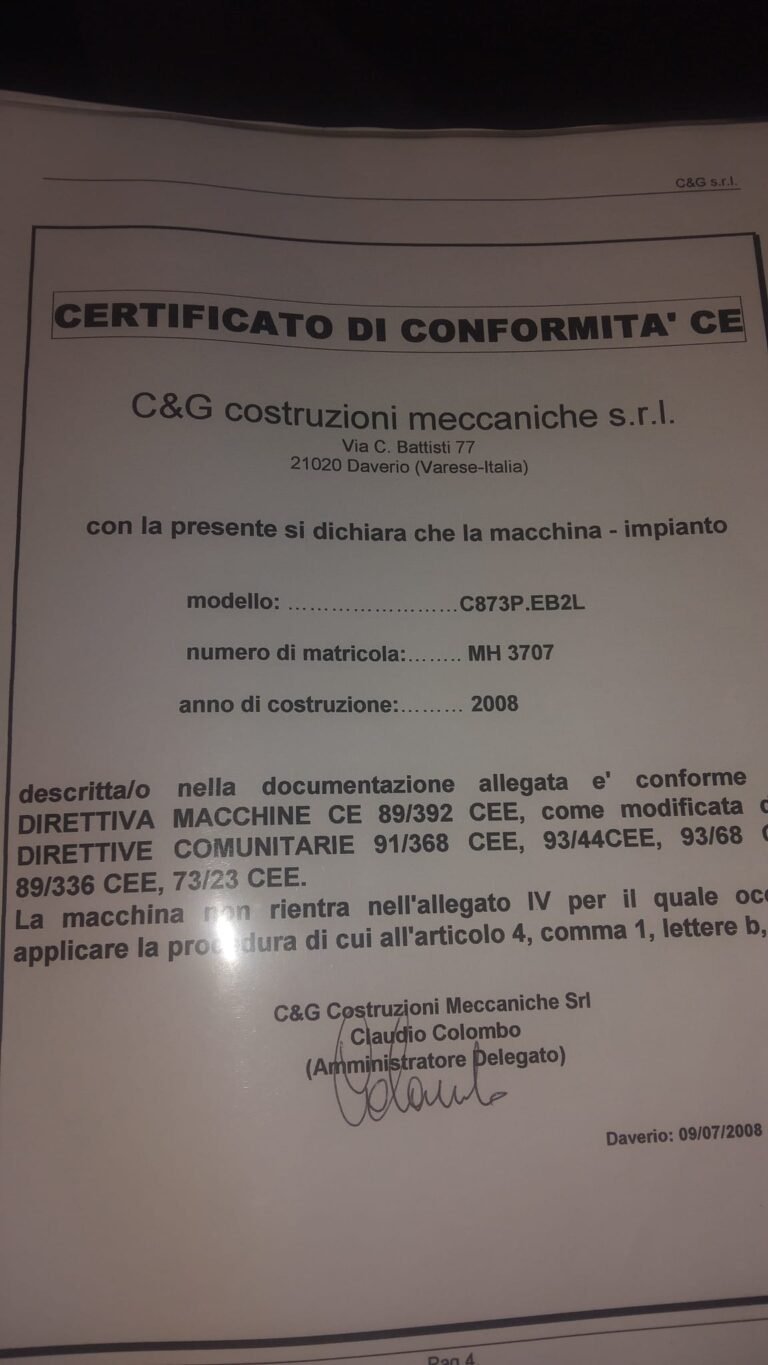 C&G s.r.l.
CERTIFICATO DI CONFORMITA' CE
C&G costruzioni meccaniche s.r.l.
Via C. Battisti 77
21020 Daverio (Varese-Italia)
con la presente si dichiara che la macchina - impianto
modello: ........................C873P.EB2L
numero di matricola:........ MH 3707
anno di costruzione:......... 2008
descritta/o nella documentazione allegata e' conforme
DIRETTIVA MACCHINE CE 89/392 CEE, come modificata
DIRETTIVE COMUNITARIE 91/368 CEE, 93/44CEE, 93/68
89/336 CEE, 73/23 CEE.
La macchina non rientra nell'allegato IV per il quale
applicare la procedura di cui all'articolo 4, comma 1, lettere b,
C&G Costruzioni Meccaniche Srl
Claudio Colombo
(Amministratore Delegato)
Daverio: 09/07/2008
Pag 4